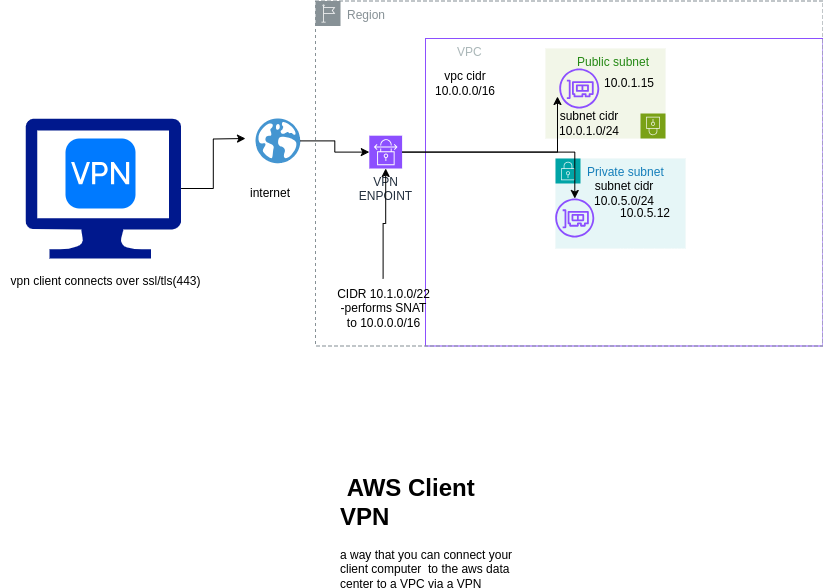 Region
VPC
vpc cidr
10.0.0.0/16
Public subnet
10.0.1.15
subnet cidr
10.0.1.0/24
VPN
internet
VPN
ENPOINT
Private subnet
subnet cidr
10.0.5.0/24
10.0.5.12
vpn client connects over ssl/tls(443)
CIDR 10.1.0.0/22
-performs SNAT
to 10.0.0.0/16
AWS Client
VPN
a way that you can connect your
client computer to the aws data
center to a VPC via a VPN